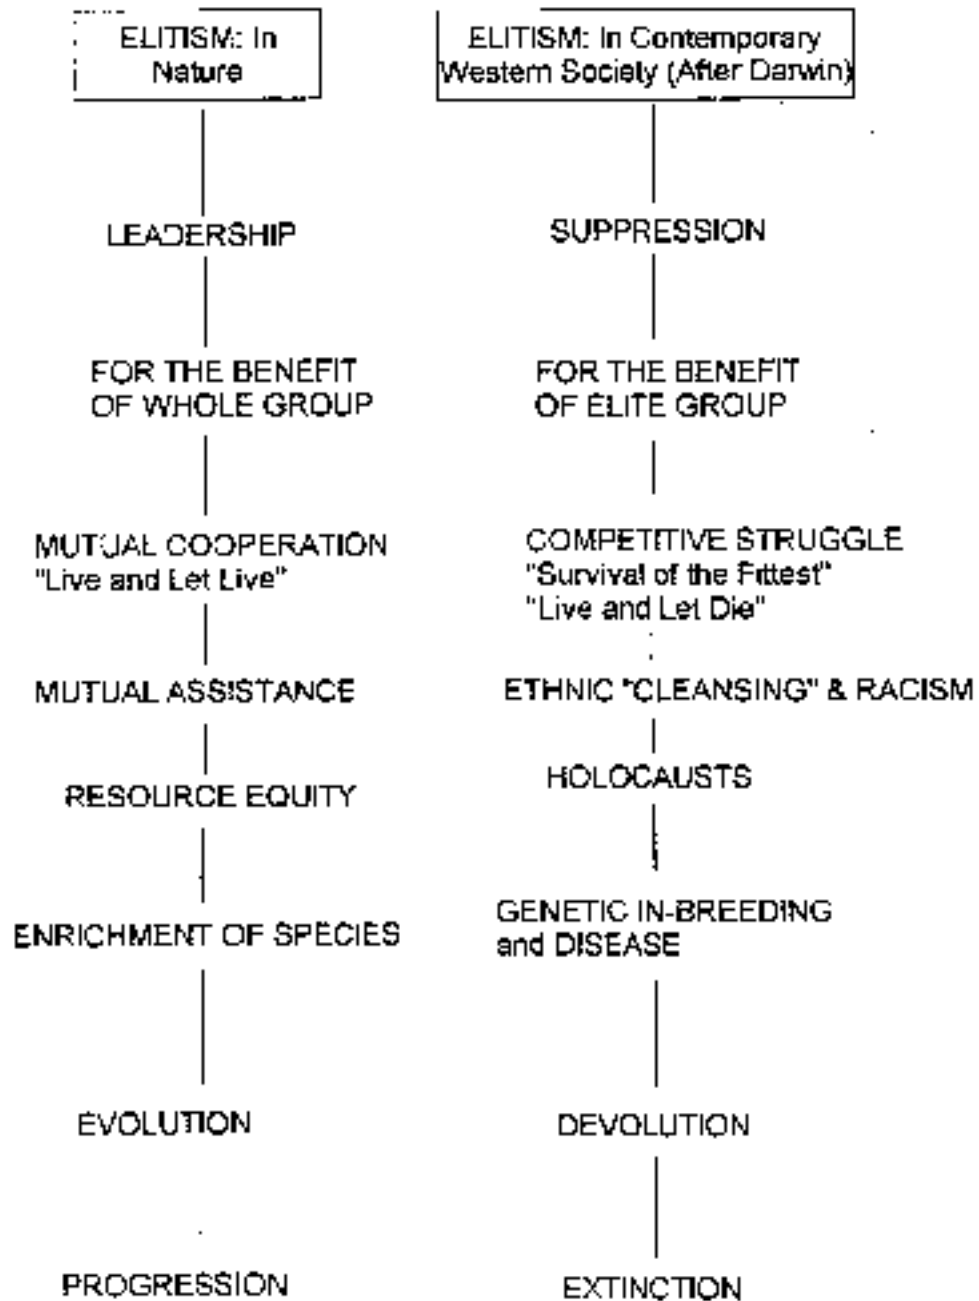 ELITISM: In
Nature
LEADERSHIP
FOR THE BENEFIT
OF WHOLE GROUP
MUTUAL COOPERATION
"Live and Let Live"
MUTUAL ASSISTANCE
RESOURCE EQUITY
ENRICHMENT OF SPECIES
EVOLUTION
PROGRESSION
ELITISM: In Contemporary
Western Society (After Darwin)
SUPPRESSION
FOR THE BENEFIT
OF ELITE GROUP
COMPETITIVE STRUGGLE
"Survival of the Fittest"
"Live and Let Die"
ETHNIC "CLEANSING" & RACISM
HOLOCAUSTS
GENETIC IN-BREEDING
and DISEASE
DEVOLUTION
EXTINCTION